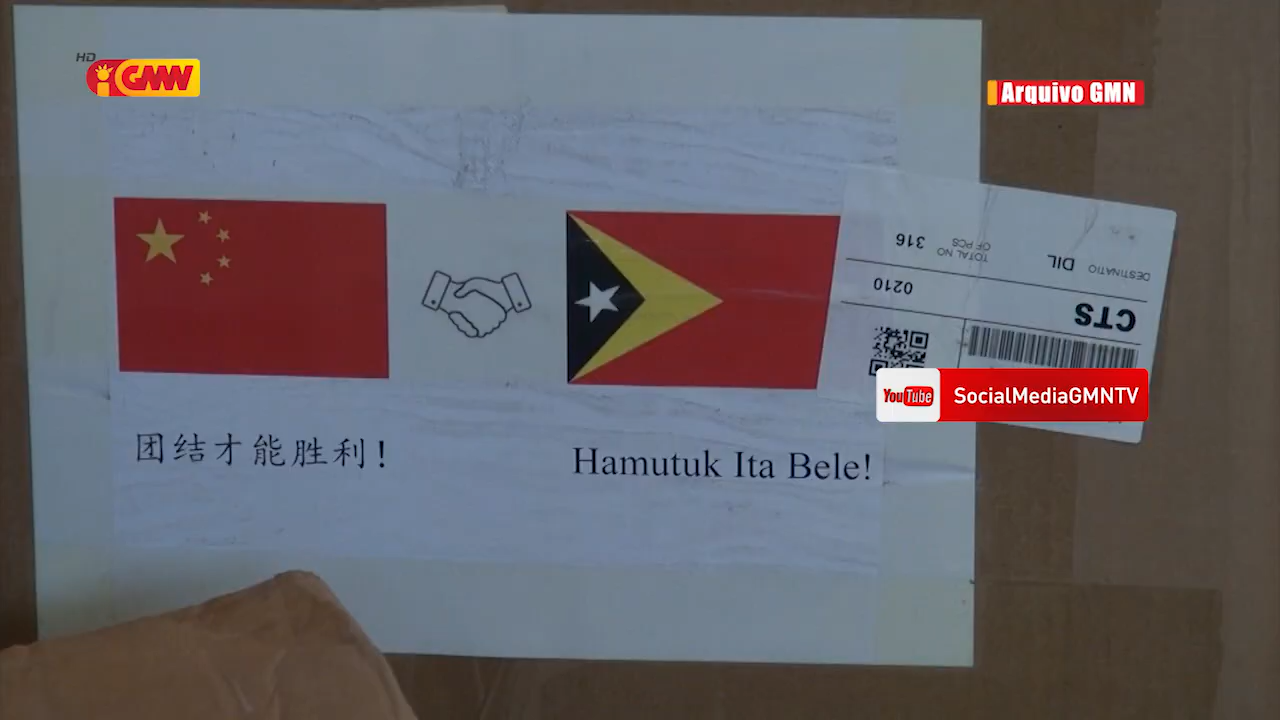 HD
GMN
Arquivo GMN
DESTINATIO
DIL
TOTAL NO
OF PCS
316
0210
CTS
YouTube
SocialMediaGMNTV
团结才能胜利!
Hamutuk Ita Bele!